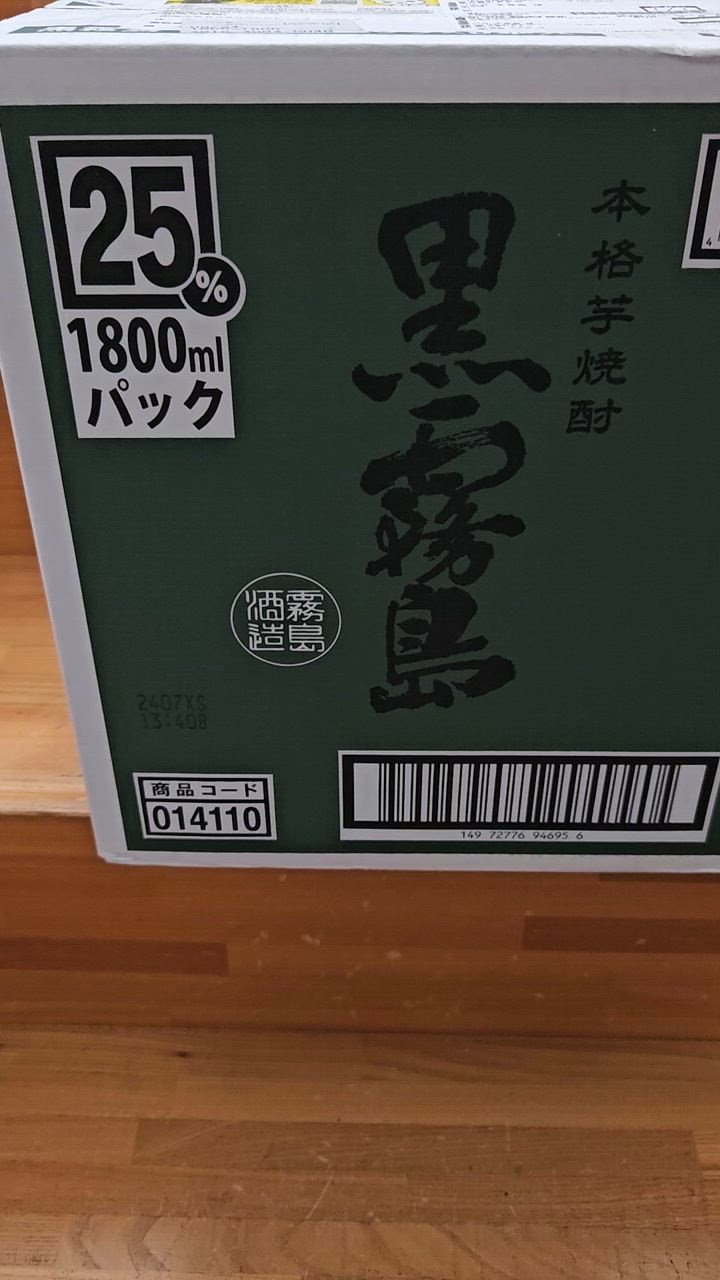 25%
1800ml
パック
本格芋焼酎
黒霧島
霧島
酒造
2407XS
13:40B
商品コード
014110
149 72776 94695 6